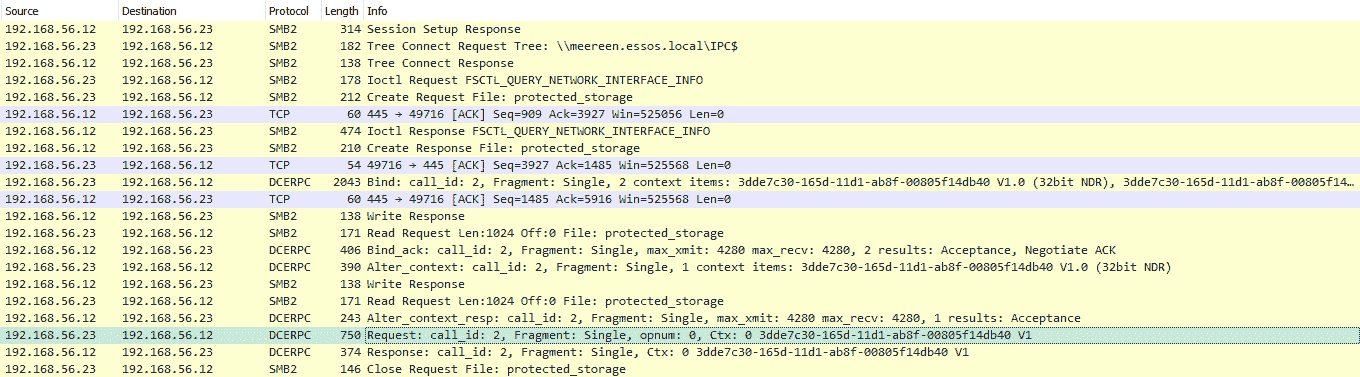 Source Destination Protocol Length Info
192.168.56.12 192.168.56.23 SMB2 314 Session Setup Response
192.168.56.23 192.168.56.12 SMB2 182 Tree Connect Request Tree: \\meereen.essos.local\IPC$
192.168.56.12 192.168.56.23 SMB2 138 Tree Connect Response
192.168.56.23 192.168.56.12 SMB2 178 Ioctl Request FSCTL_QUERY_NETWORK_INTERFACE_INFO
192.168.56.23 192.168.56.12 SMB2 212 Create Request File: protected_storage
192.168.56.12 192.168.56.23 TCP 60 445 → 49716 [ACK] Seq=909 Ack=3927 Win=525056 Len=0
192.168.56.12 192.168.56.23 SMB2 474 Ioctl Response FSCTL_QUERY_NETWORK_INTERFACE_INFO
192.168.56.12 192.168.56.23 SMB2 210 Create Response File: protected_storage
192.168.56.23 192.168.56.12 TCP 54 49716 → 445 [ACK] Seq=3927 Ack=1485 Win=525568 Len=0
192.168.56.23 192.168.56.12 DCERPC 2043 Bind: call_id: 2, Fragment: Single, 2 context items: 3dde7c30-165d-11d1-ab8f-00805f14db40 V1.0 (32bit NDR), 3dde7c30-165d-11d1-ab8f-00805f14…
192.168.56.12 192.168.56.23 TCP 60 445 → 49716 [ACK] Seq=1485 Ack=5916 Win=525568 Len=0
192.168.56.12 192.168.56.23 SMB2 138 Write Response
192.168.56.23 192.168.56.12 SMB2 171 Read Request Len:1024 Off:0 File: protected_storage
192.168.56.12 192.168.56.23 DCERPC 406 Bind_ack: call_id: 2, Fragment: Single, max_xmit: 4280 max_recv: 4280, 2 results: Acceptance, Negotiate ACK
192.168.56.23 192.168.56.12 DCERPC 390 Alter_context: call_id: 2, Fragment: Single, 1 context items: 3dde7c30-165d-11d1-ab8f-00805f14db40 V1.0 (32bit NDR)
192.168.56.12 192.168.56.23 SMB2 138 Write Response
192.168.56.23 192.168.56.12 SMB2 171 Read Request Len:1024 Off:0 File: protected_storage
192.168.56.12 192.168.56.23 DCERPC 243 Alter_context_resp: call_id: 2, Fragment: Single, max_xmit: 4280 max_recv: 4280, 1 results: Acceptance
192.168.56.23 192.168.56.12 DCERPC 750 Request: call_id: 2, Fragment: Single, opnum: 0, Ctx: 0 3dde7c30-165d-11d1-ab8f-00805f14db40 V1
192.168.56.12 192.168.56.23 DCERPC 374 Response: call_id: 2, Fragment: Single, Ctx: 0 3dde7c30-165d-11d1-ab8f-00805f14db40 V1
192.168.56.23 192.168.56.12 SMB2 146 Close Request File: protected_storage